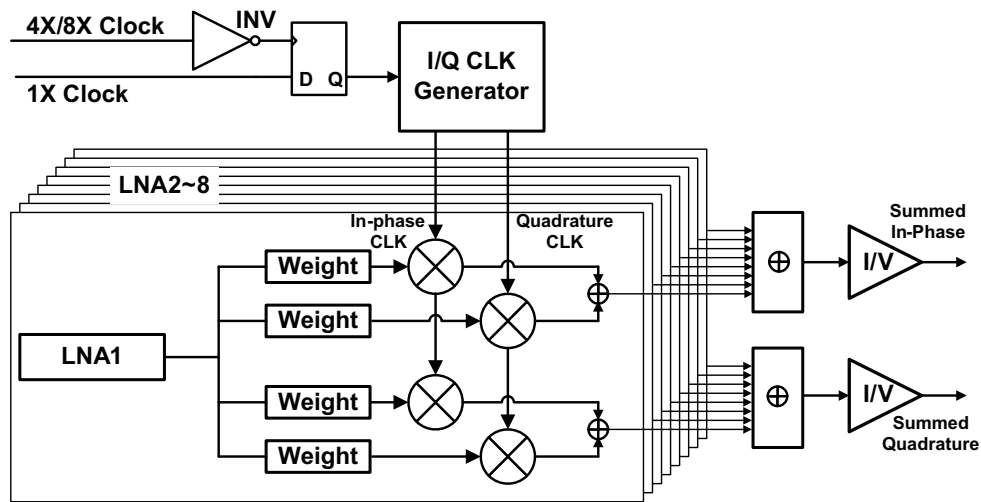 4X/8X Clock
INV
D Q
1X Clock
I/Q CLK
Generator
LNA2~8
In-phase
CLK
Quadrature
CLK
Weight
Weight
LNA1
Weight
Weight
I/V
Summed
In-Phase
I/V
Summed
Quadrature